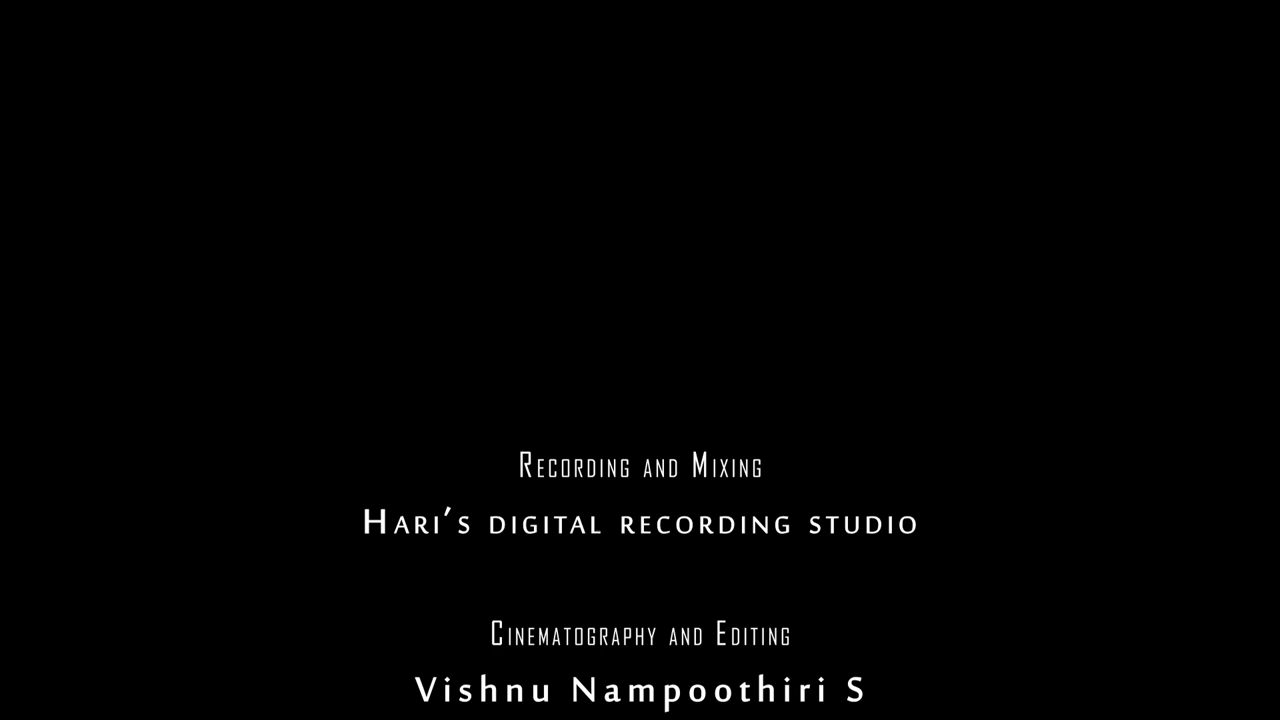 Recording and Mixing
Hari's digital recording studio
Cinematography and Editing
Vishnu Nampoothiri S